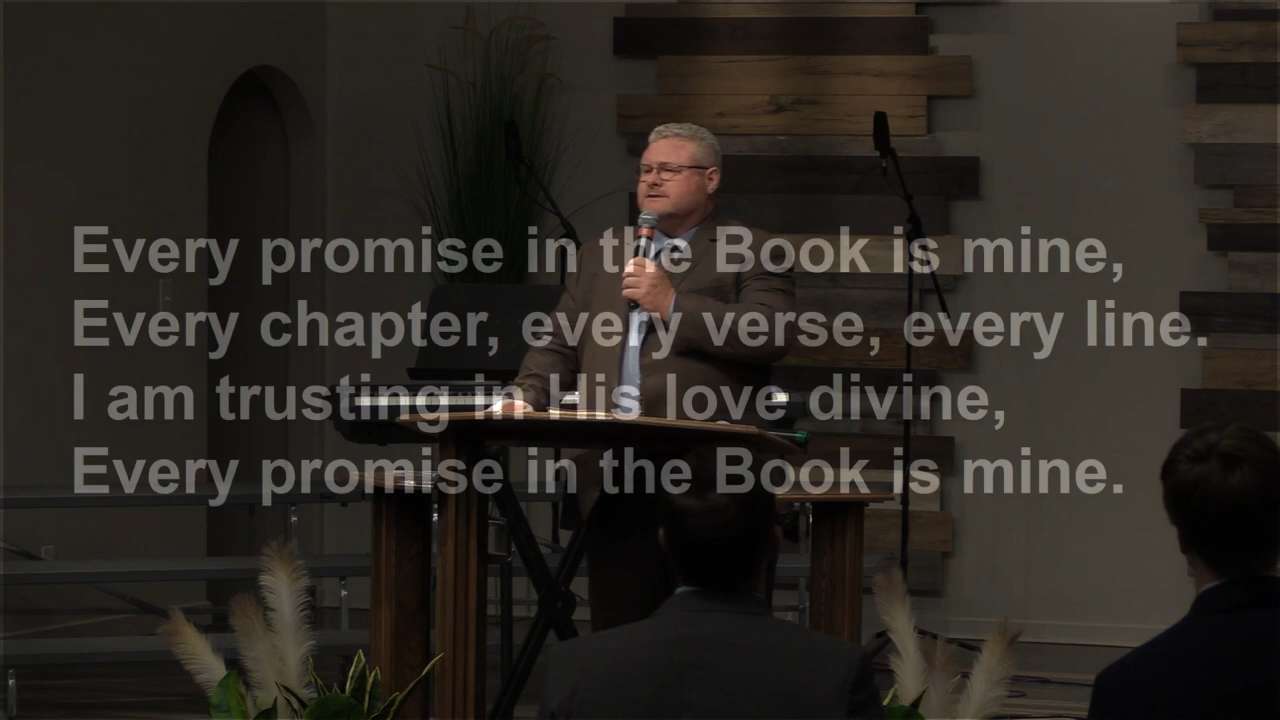 Every promise in the Book is mine,
Every chapter, every verse, every line.
I am trusting in His love divine,
Every promise in the Book is mine.